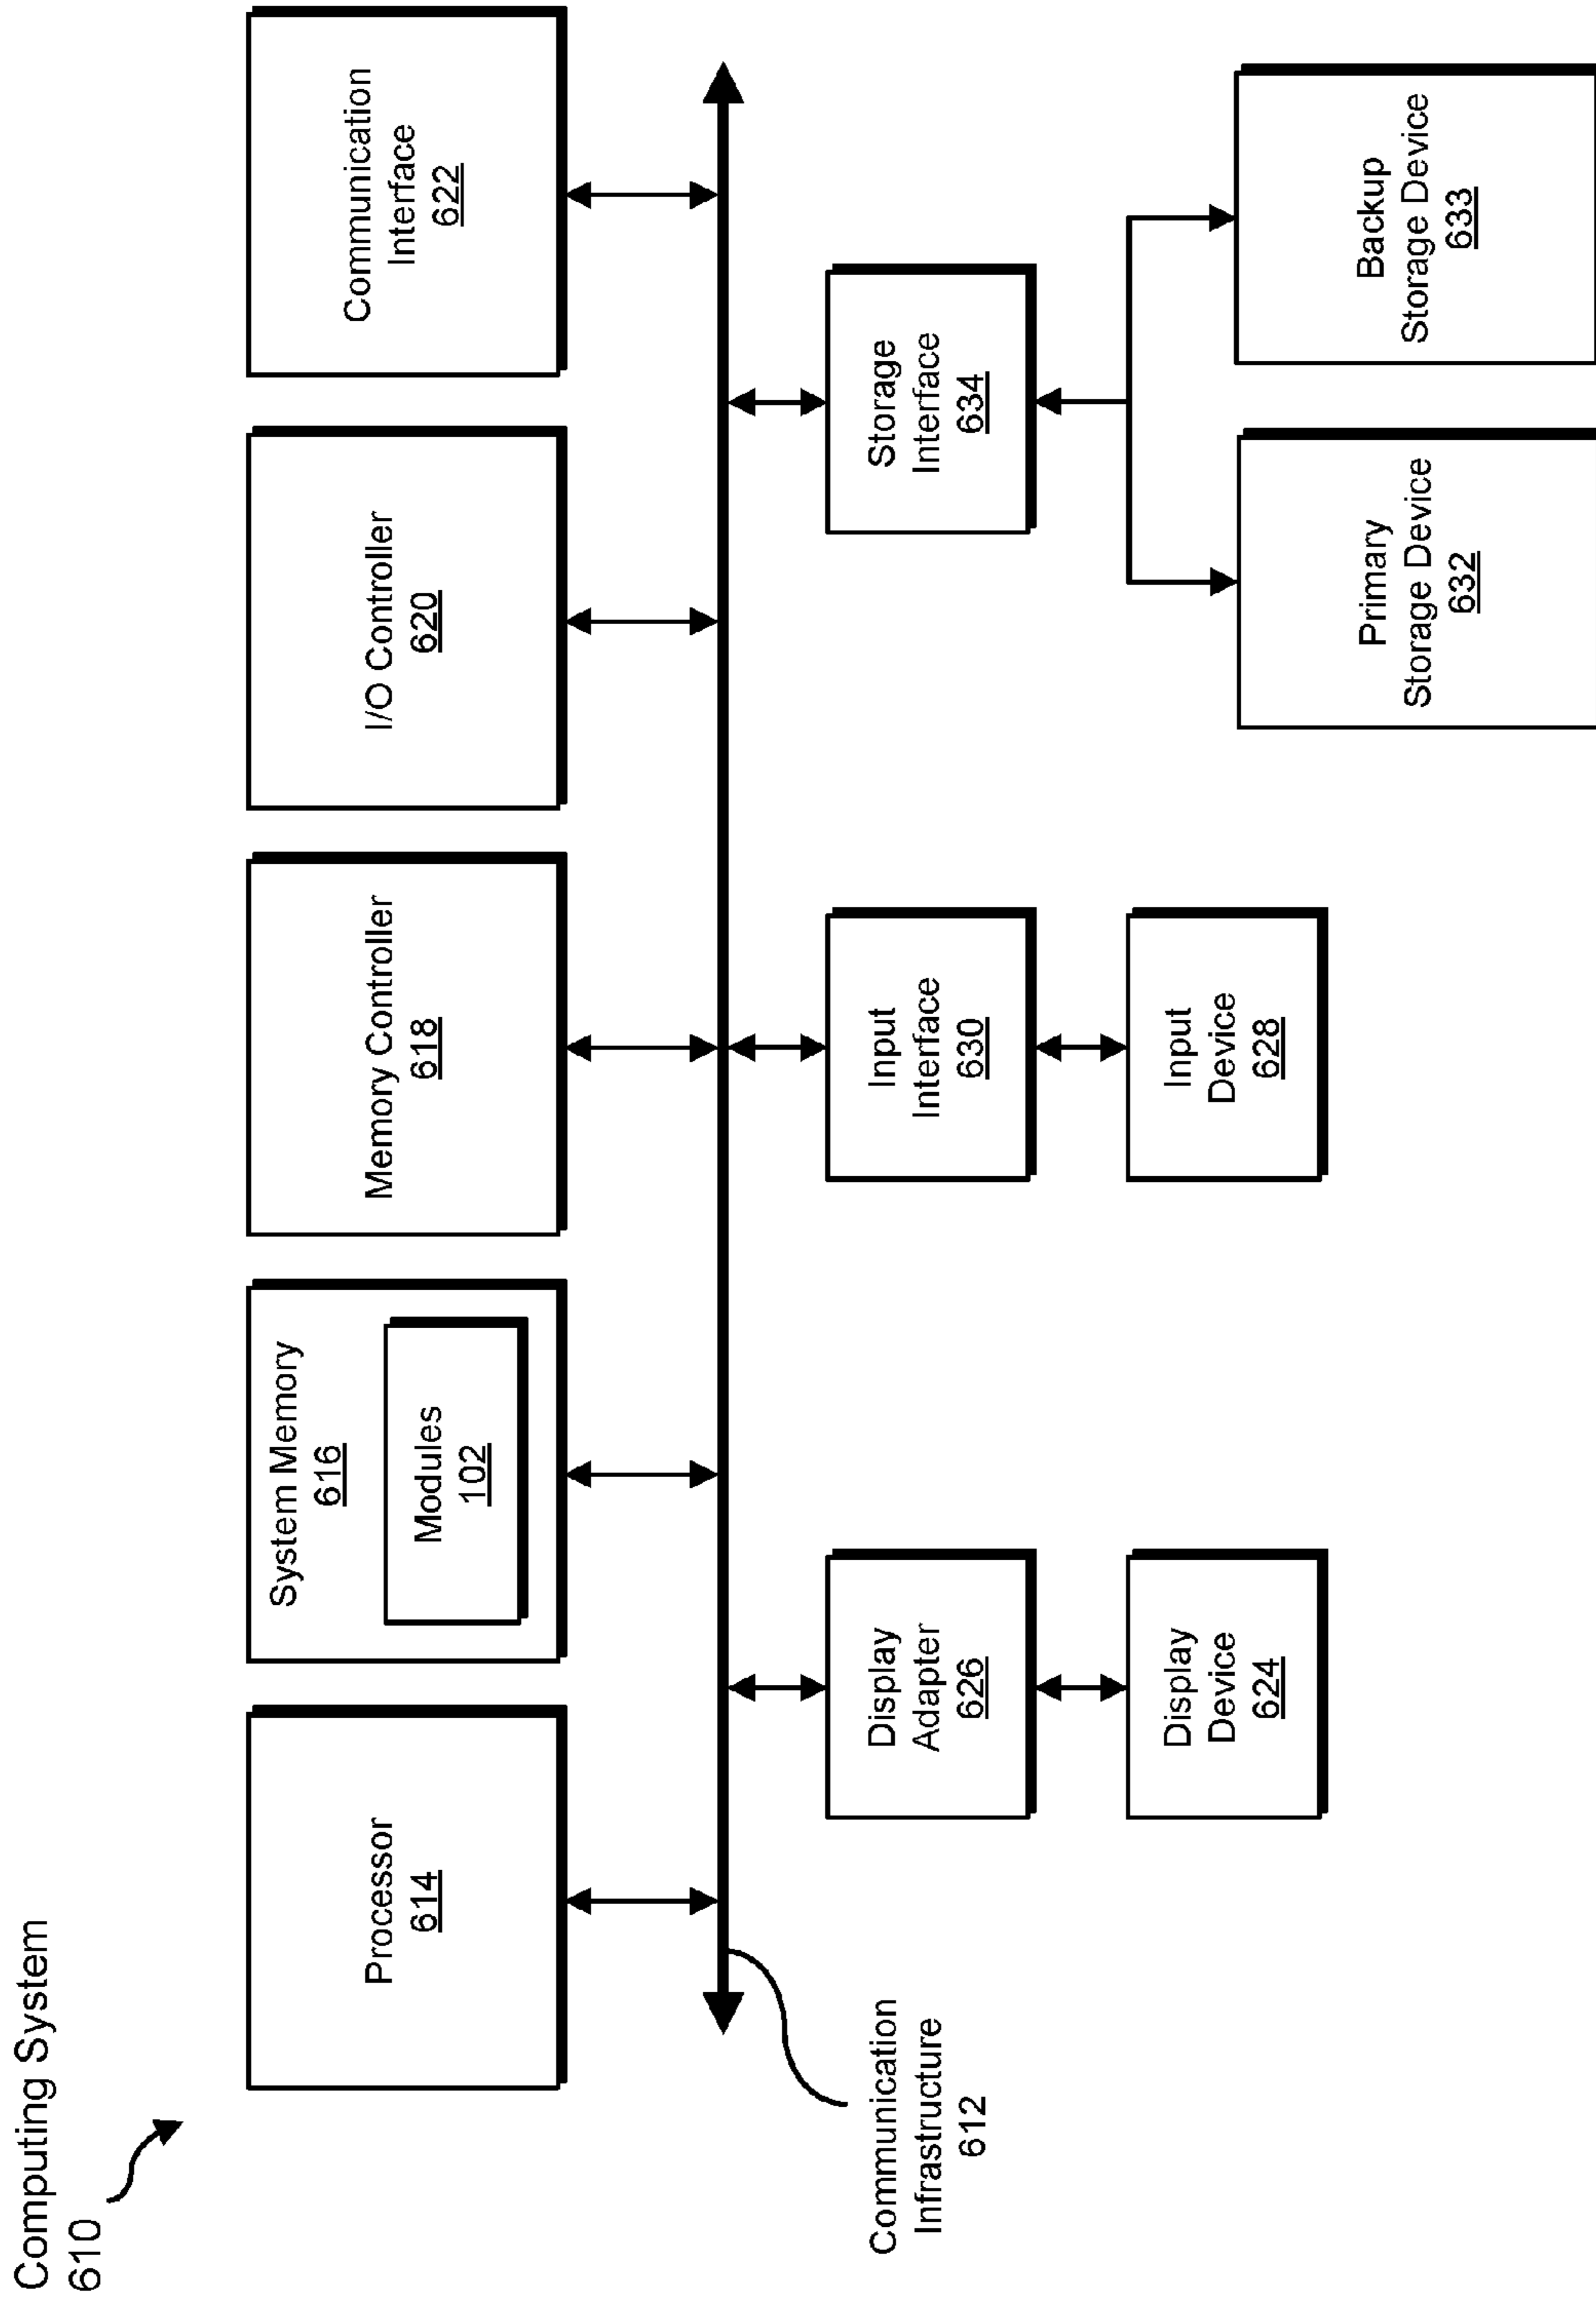 Computing System
610
Processor
614
System Memory
616
Modules
102
Memory Controller
618
I/O Controller
620
Communication
Interface
622
Communication
Infrastructure
612
Display
Adapter
626
Input
Interface
630
Storage
Interface
634
Display
Device
624
Input
Device
628
Primary
Storage Device
632
Backup
Storage Device
633